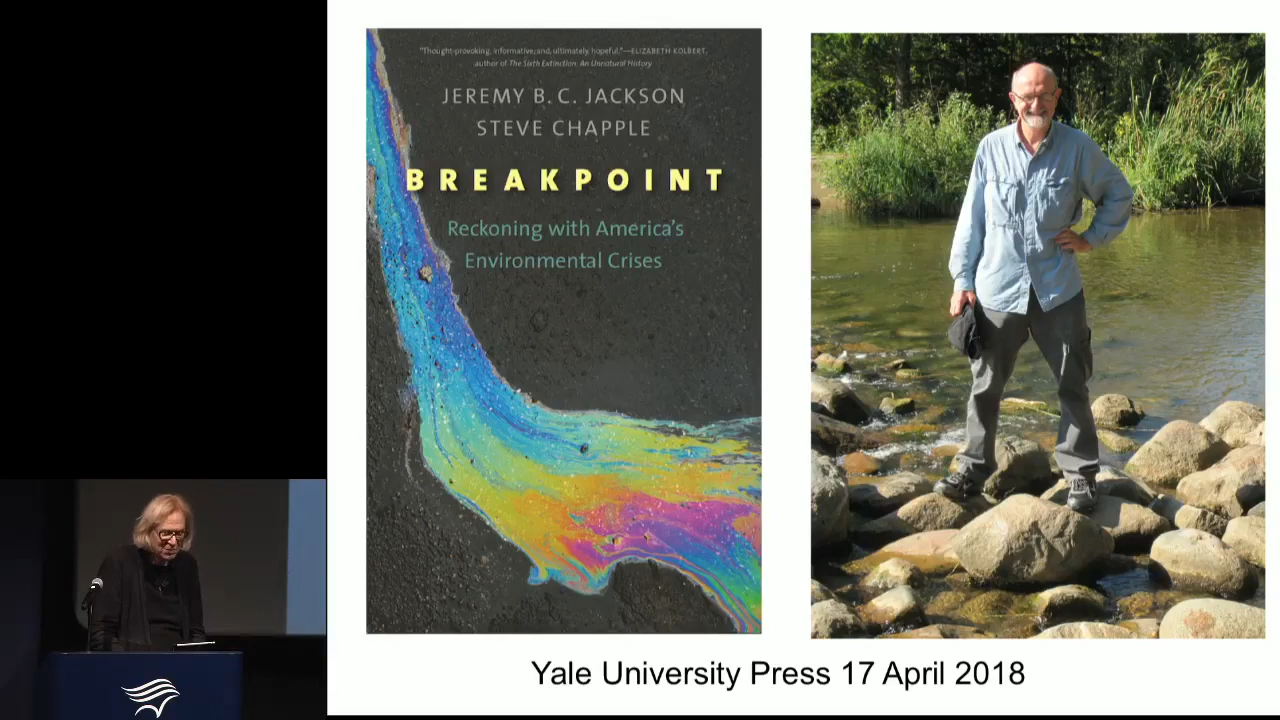 "Thought-provoking, informative, and, ultimately, hopeful."—ELIZABETH KOLBERT,
author of The Sixth Extinction: An Unnatural History
JEREMY B. C. JACKSON
STEVE CHAPPLE
BREAKPOINT
Reckoning with America's
Environmental Crises
Yale University Press 17 April 2018